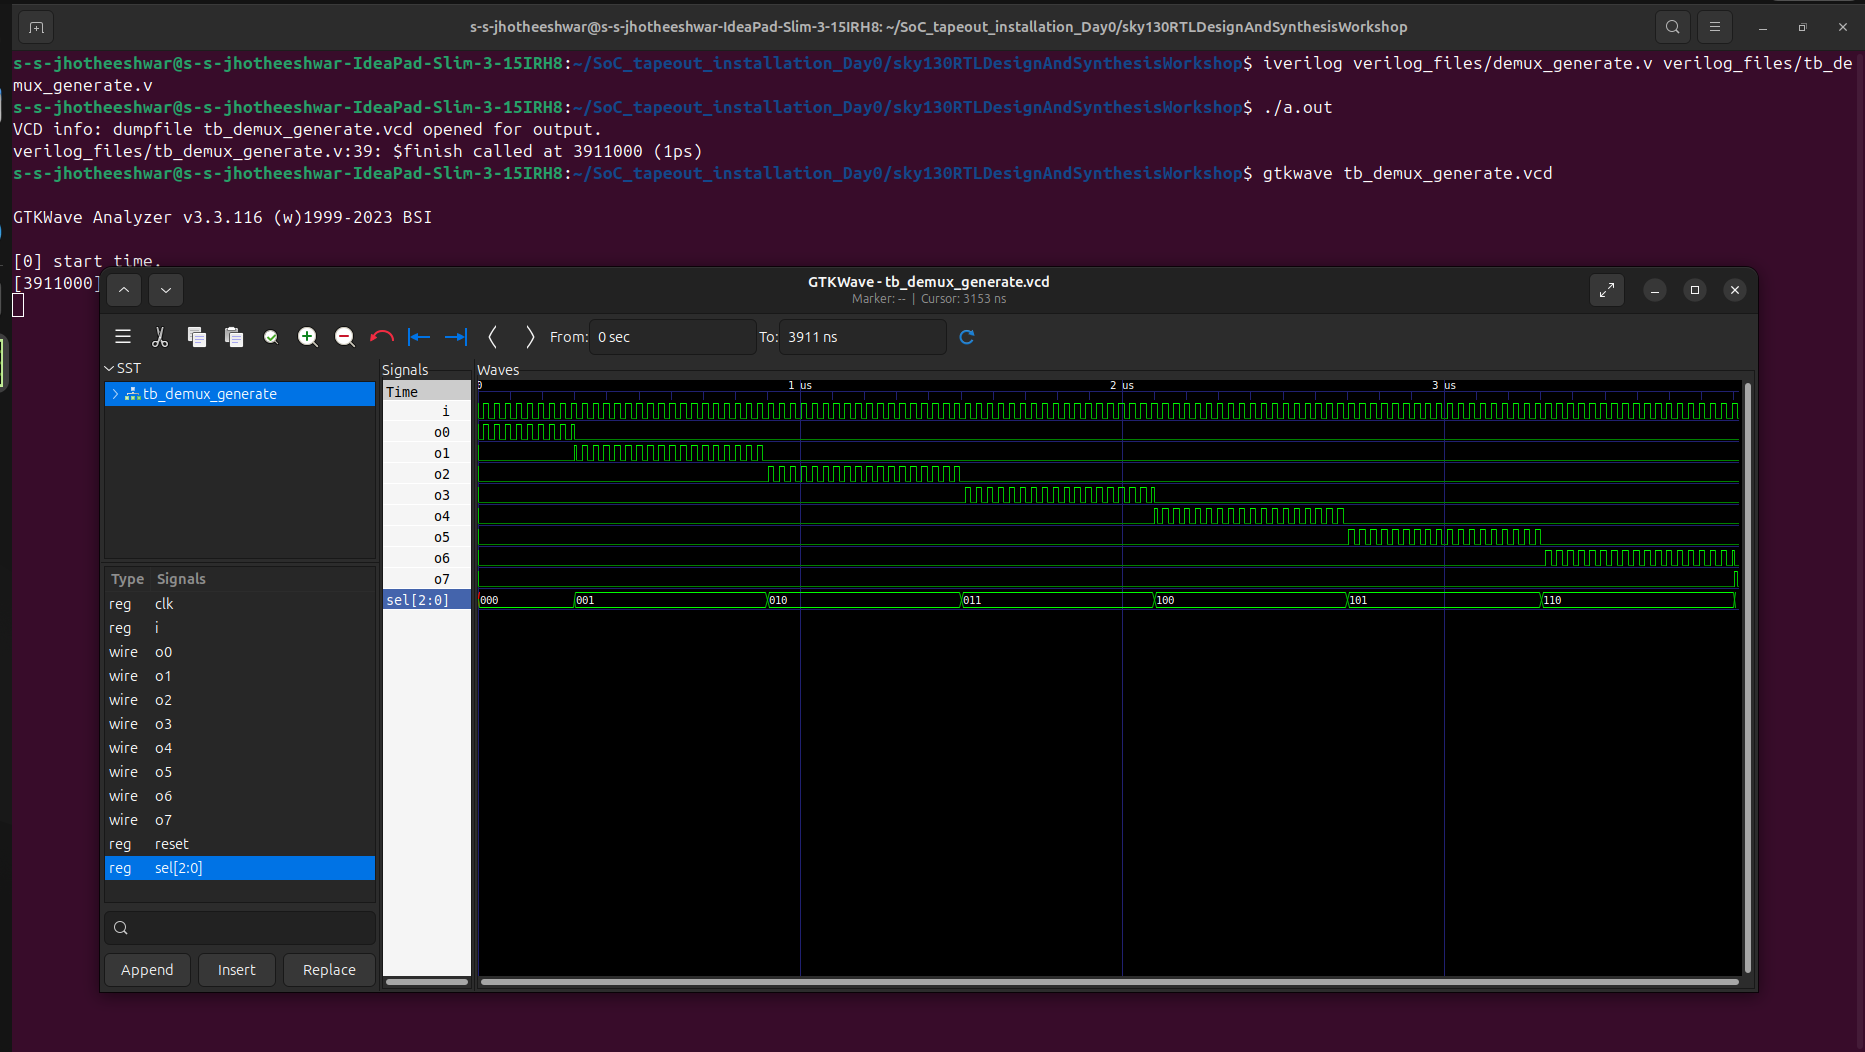 s-s-jhotheeshwar@s-s-jhotheeshwar-IdeaPad-Slim-3-15IRH8: ~/SoC_tapeout_installation_Day0/sky130RTLDesignAndSynthesisWorkshop
s-s-jhotheeshwar@s-s-jhotheeshwar-IdeaPad-Slim-3-15IRH8:~/SoC_tapeout_installation_Day0/sky130RTLDesignAndSynthesisWorkshop$ iverilog verilog_files/demux_generate.v verilog_files/tb_de
mux_generate.v
s-s-jhotheeshwar@s-s-jhotheeshwar-IdeaPad-Slim-3-15IRH8:~/SoC_tapeout_installation_Day0/sky130RTLDesignAndSynthesisWorkshop$ ./a.out
VCD info: dumpfile tb_demux_generate.vcd opened for output.
verilog_files/tb_demux_generate.v:39: $finish called at 3911000 (1ps)
s-s-jhotheeshwar@s-s-jhotheeshwar-IdeaPad-Slim-3-15IRH8:~/SoC_tapeout_installation_Day0/sky130RTLDesignAndSynthesisWorkshop$ gtkwave tb_demux_generate.vcd
GTKWave Analyzer v3.3.116 (w)1999-2023 BSI
[0] start time.
[3911000]
GTKWave - tb_demux_generate.vcd
Marker: -- | Cursor: 3153 ns
From: 0 sec To: 3911 ns
SST
tb_demux_generate
Type Signals
reg clk
reg i
wire o0
wire o1
wire o2
wire o3
wire o4
wire o5
wire o6
wire o7
reg reset
reg sel[2:0]
Append Insert Replace
Signals
Time
i
o0
o1
o2
o3
o4
o5
o6
o7
sel[2:0]
Waves
0 1 us 2 us 3 us
000 001 010 011 100 101 110